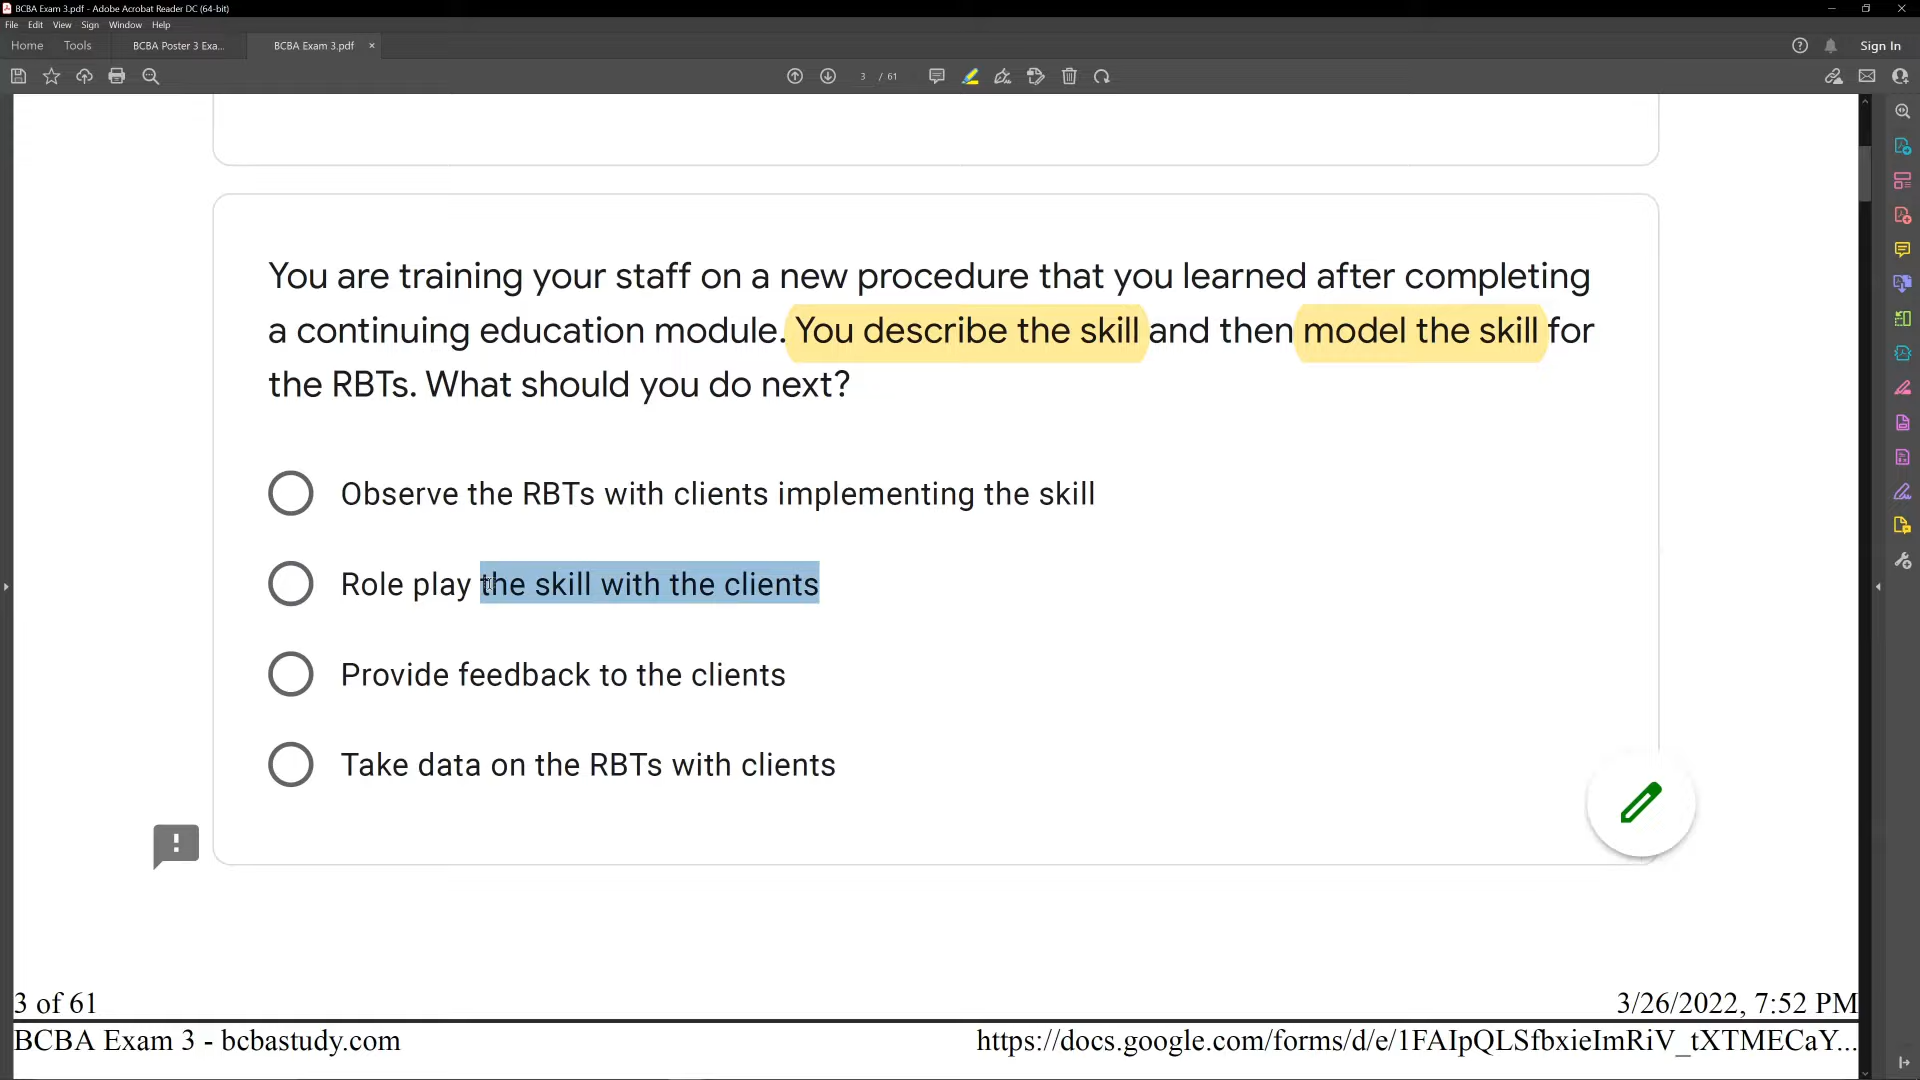 BCBA Exam 3.pdf - Adobe Acrobat Reader DC (64-bit)
File Edit View Sign Window Help
Home Tools BCBA Poster 3 Exa... BCBA Exam 3.pdf × Sign In
3 / 61
You are training your staff on a new procedure that you learned after completing
a continuing education module. You describe the skill and then model the skill for
the RBTs. What should you do next?
Observe the RBTs with clients implementing the skill
Role play the skill with the clients
Provide feedback to the clients
Take data on the RBTs with clients
3 of 61 3/26/2022, 7:52 PM
BCBA Exam 3 - bcbastudy.com https://docs.google.com/forms/d/e/1FAIpQLSfbxieImRiV_tXTMECaY...